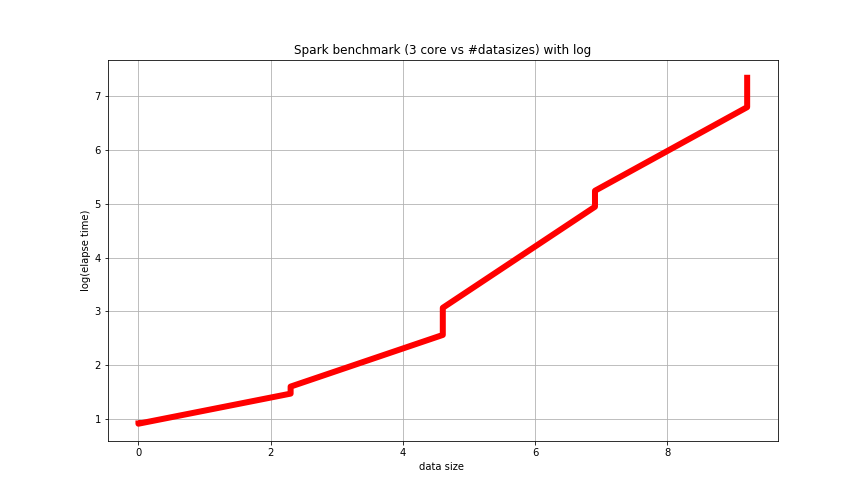 Spark benchmark (3 core vs #datasizes) with log
7
6
5
4
3
2
1
log(elapse time)
0 2 4 6 8
data size